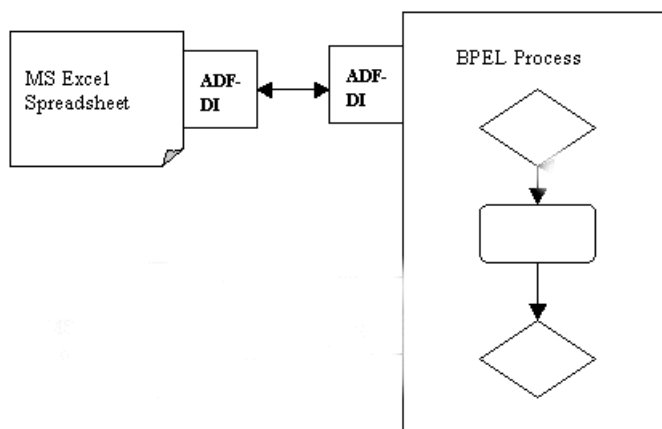 MS Excel
Spreadsheet
ADF-
DI
ADF-
DI
BPEL Process